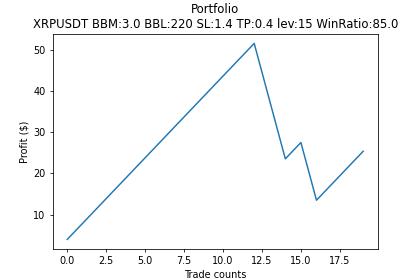 Portfolio
XRPUSDT BBM:3.0 BBL:220 SL:1.4 TP:0.4 lev:15 WinRatio:85.0
50
40
30
20
10
Profit ($)
0.0 2.5 5.0 7.5 10.0 12.5 15.0 17.5
Trade counts